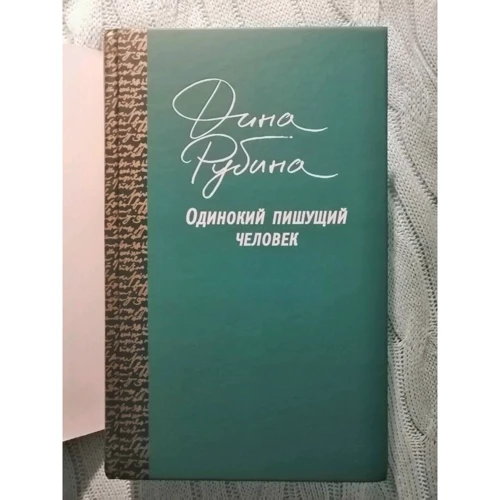 Дина
Рубина
Одинокий пишущий
человек